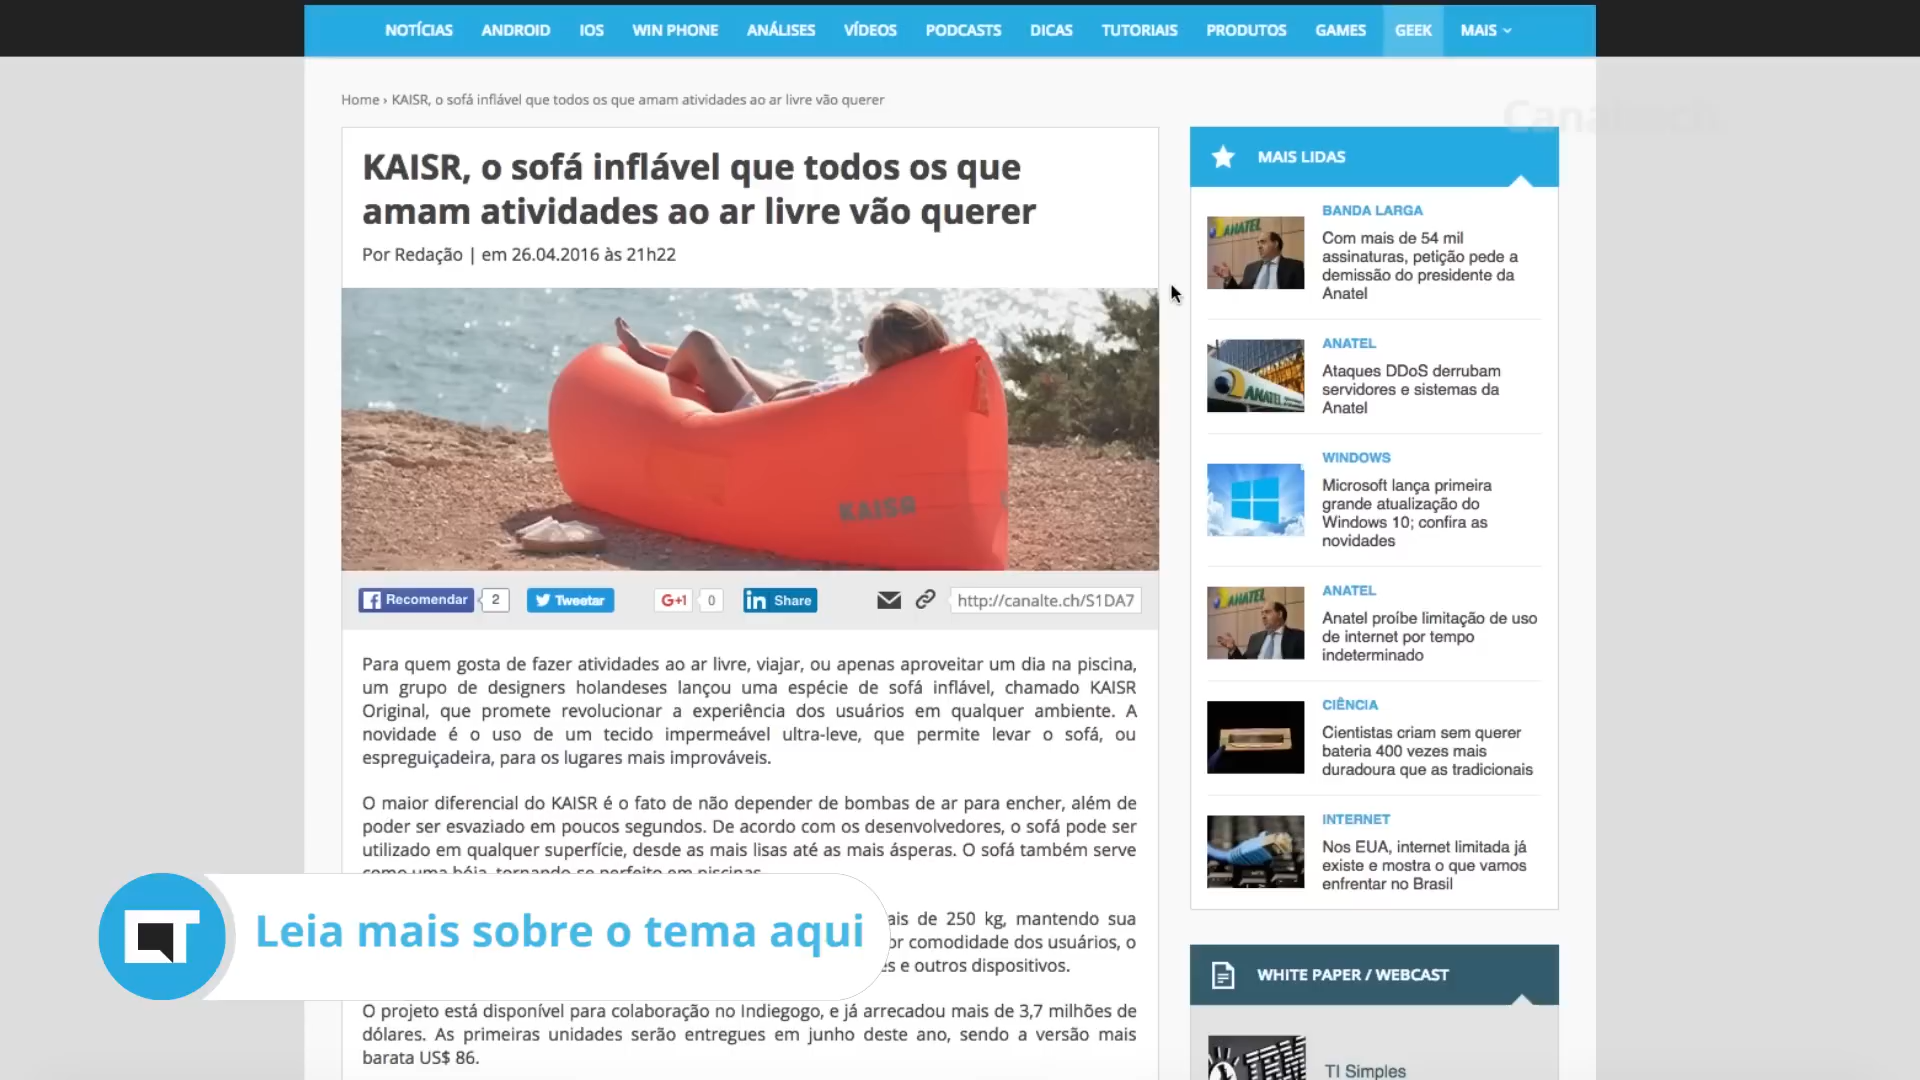 NOTÍCIAS ANDROID IOS WIN PHONE ANÁLISES VÍDEOS PODCASTS DICAS TUTORIAIS PRODUTOS GAMES GEEK MAIS
Home › KAISR, o sofá inflável que todos os que amam atividades ao ar livre vão querer
KAISR, o sofá inflável que todos os que
amam atividades ao ar livre vão querer
Por Redação | em 26.04.2016 às 21h22
KAISR
Recomendar 2 Tweetar G+1 0 in Share http://canalte.ch/S1DA7
Para quem gosta de fazer atividades ao ar livre, viajar, ou apenas aproveitar um dia na piscina,
um grupo de designers holandeses lançou uma espécie de sofá inflável, chamado KAISR
Original, que promete revolucionar a experiência dos usuários em qualquer ambiente. A
novidade é o uso de um tecido impermeável ultra-leve, que permite levar o sofá, ou
espreguiçadeira, para os lugares mais improváveis.
O maior diferencial do KAISR é o fato de não depender de bombas de ar para encher, além de
poder ser esvaziado em poucos segundos. De acordo com os desenvolvedores, o sofá pode ser
utilizado em qualquer superfície, desde as mais lisas até as mais ásperas. O sofá também serve
como uma bóia, tornando-se perfeito em piscinas.
ais de 250 kg, mantendo sua
or comodidade dos usuários, o
es e outros dispositivos.
O projeto está disponível para colaboração no Indiegogo, e já arrecadou mais de 3,7 milhões de
dólares. As primeiras unidades serão entregues em junho deste ano, sendo a versão mais
barata US$ 86.
Leia mais sobre o tema aqui
MAIS LIDAS
ANATEL
BANDA LARGA
Com mais de 54 mil
assinaturas, petição pede a
demissão do presidente da
Anatel
ANATEL
ANATEL
Ataques DDoS derrubam
servidores e sistemas da
Anatel
WINDOWS
Microsoft lança primeira
grande atualização do
Windows 10; confira as
novidades
ANATEL
ANATEL
Anatel proíbe limitação de uso
de internet por tempo
indeterminado
CIÊNCIA
Cientistas criam sem querer
bateria 400 vezes mais
duradoura que as tradicionais
INTERNET
Nos EUA, internet limitada já
existe e mostra o que vamos
enfrentar no Brasil
WHITE PAPER / WEBCAST
TI Simples